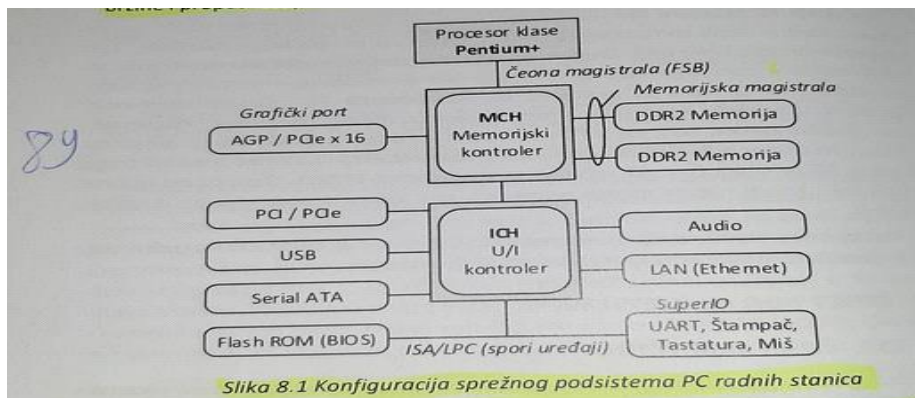 Procesor klase
Pentium+
Čeona magistrala (FSB)
Memorijska magistrala
Grafički port
AGP / PCIe x 16
MCH
Memorijski
kontroler
DDR2 Memorija
DDR2 Memorija
89
PCI / PCIe
USB
Serial ATA
Flash ROM (BIOS)
ICH
U/I
kontroler
Audio
LAN (Ethernet)
SuperIO
UART, Štampač,
Tastatura, Miš
ISA/LPC (spori uređaji)
Slika 8.1 Konfiguracija sprežnog podsistema PC radnih stanica